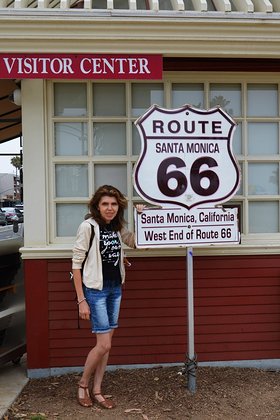 VISITOR CENTER
ROUTE
SANTA MONICA
66
Santa Monica, California
West End of Route 66